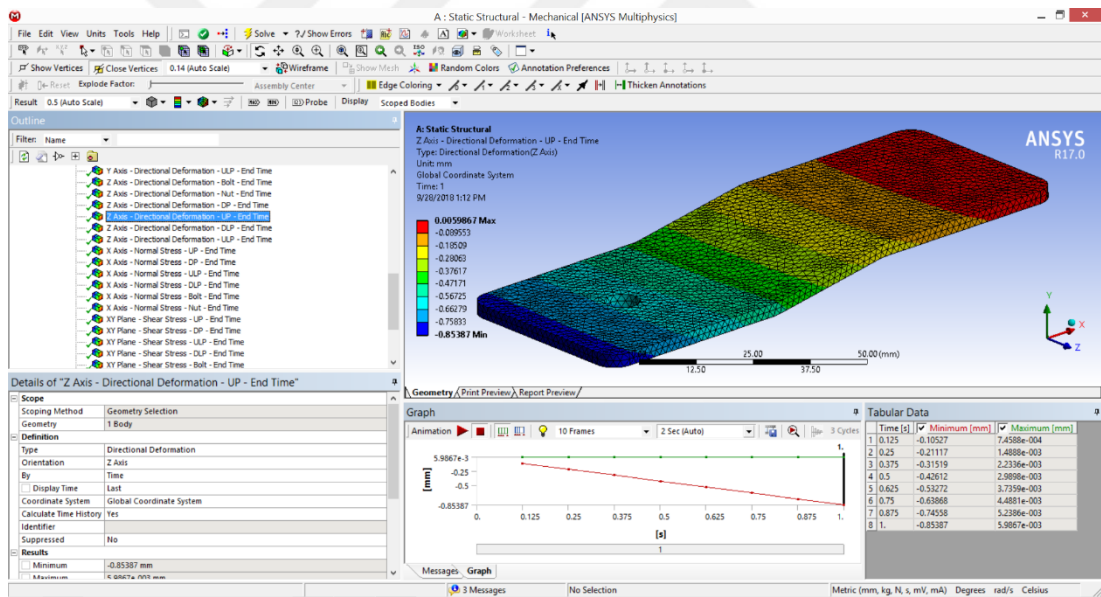 A : Static Structural - Mechanical [ANSYS Multiphysics]
File Edit View Units Tools Help Solve ?/ Show Errors Worksheet
Show Vertices Close Vertices 0.14 (Auto Scale) Wireframe Show Mesh Random Colors Annotation Preferences
Reset Explode Factor: Assembly Center Edge Coloring Thicken Annotations
Result 0.5 (Auto Scale) Probe Display Scoped Bodies
Outline
Filter: Name
Y Axis - Directional Deformation - ULP - End Time
Z Axis - Directional Deformation - Bolt - End Time
Z Axis - Directional Deformation - Nut - End Time
Z Axis - Directional Deformation - DP - End Time
Z Axis - Directional Deformation - UP - End Time
Z Axis - Directional Deformation - DLP - End Time
Z Axis - Directional Deformation - ULP - End Time
X Axis - Normal Stress - UP - End Time
X Axis - Normal Stress - DP - End Time
X Axis - Normal Stress - ULP - End Time
X Axis - Normal Stress - DLP - End Time
X Axis - Normal Stress - Bolt - End Time
X Axis - Normal Stress - Nut - End Time
XY Plane - Shear Stress - UP - End Time
XY Plane - Shear Stress - DP - End Time
XY Plane - Shear Stress - ULP - End Time
XY Plane - Shear Stress - DLP - End Time
XY Plane - Shear Stress - Bolt - End Time
A: Static Structural
Z Axis - Directional Deformation - UP - End Time
Type: Directional Deformation(Z Axis)
Unit: mm
Global Coordinate System
Time: 1
9/28/2018 1:12 PM
0.0059867 Max
-0.089553
-0.18509
-0.28063
-0.37617
-0.47171
-0.56725
-0.66279
-0.75833
-0.85387 Min
ANSYS
R17.0
Y
X
Z
25.00 50.00 (mm)
12.50 37.50
Geometry Print Preview Report Preview
Details of "Z Axis - Directional Deformation - UP - End Time"
Scope
Scoping Method Geometry Selection
Geometry 1 Body
Definition
Type Directional Deformation
Orientation Z Axis
By Time
Display Time Last
Coordinate System Global Coordinate System
Calculate Time History Yes
Identifier
Suppressed No
Results
Minimum -0.85387 mm
Maximum 5.9867e-003 mm
Graph
Animation 10 Frames 2 Sec (Auto) 3 Cycles
1.
5.9867e-3
-0.25
-0.5
-0.85387
[mm]
0. 0.125 0.25 0.375 0.5 0.625 0.75 0.875 1.
[s]
1
Messages Graph
Tabular Data
Time [s] Minimum [mm] Maximum [mm]
1 0.125 -0.10527 7.4588e-004
2 0.25 -0.21117 1.4888e-003
3 0.375 -0.31519 2.2336e-003
4 0.5 -0.42612 2.9898e-003
5 0.625 -0.53272 3.7359e-003
6 0.75 -0.63868 4.4881e-003
7 0.875 -0.74558 5.2386e-003
8 1. -0.85387 5.9867e-003
3 Messages No Selection Metric (mm, kg, N, s, mV, mA) Degrees rad/s Celsius